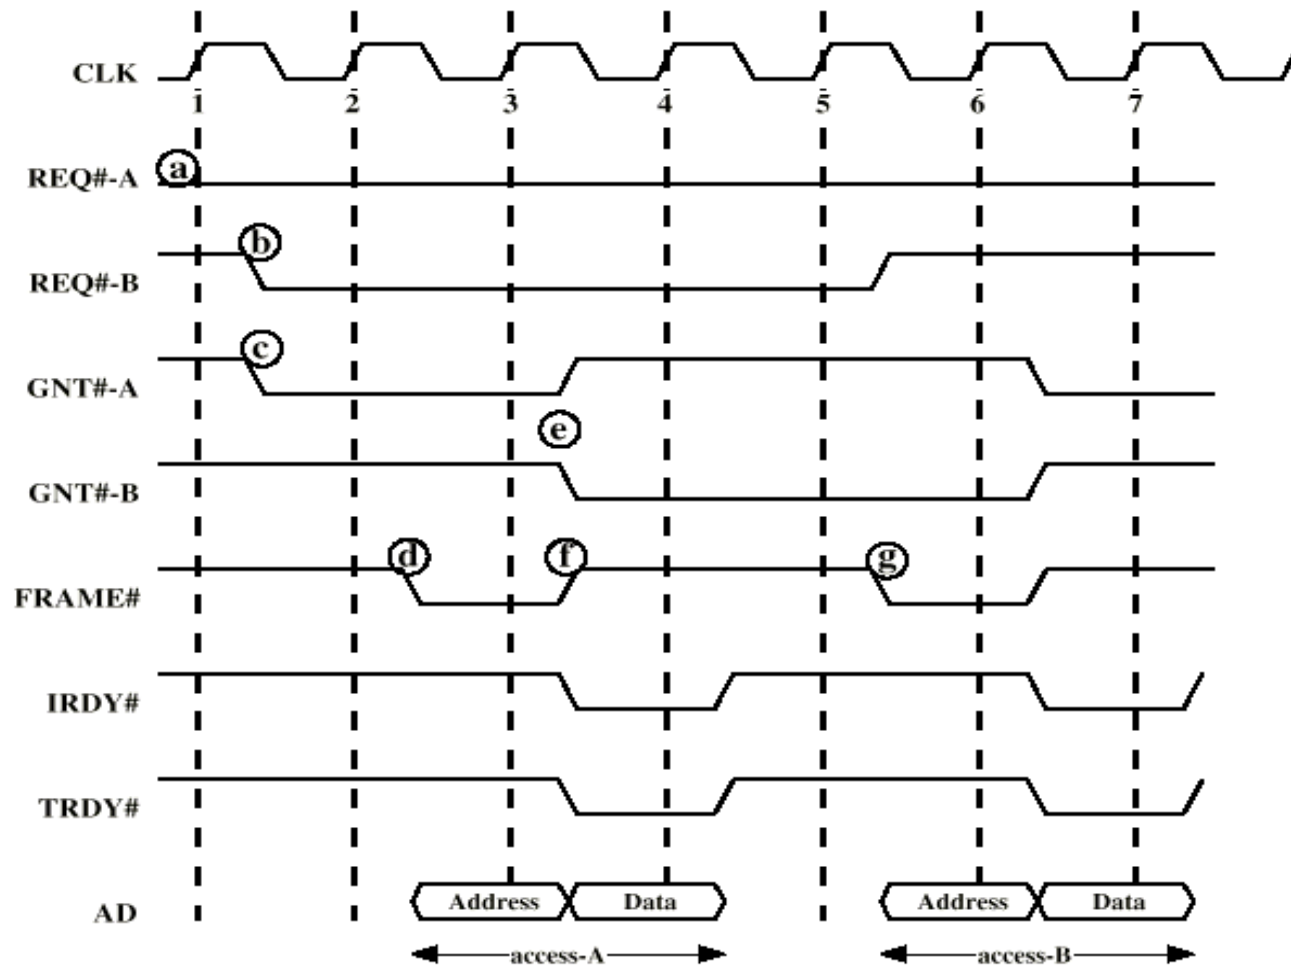 CLK
1 2 3 4 5 6 7
a
REQ#-A
b
REQ#-B
c
GNT#-A
e
GNT#-B
d f g
FRAME#
IRDY#
TRDY#
AD Address Data Address Data
access-A access-B